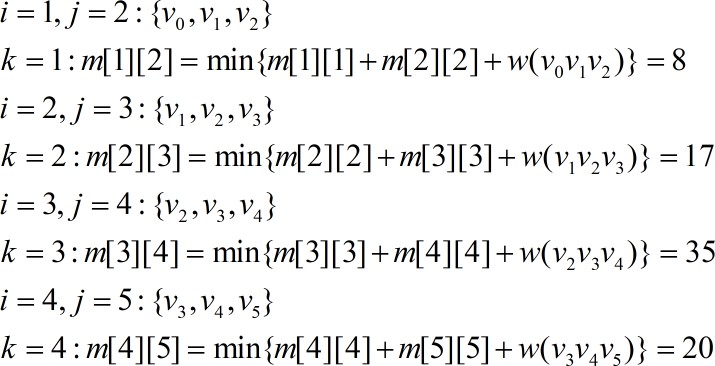 i = 1, j = 2 : {v₀, v₁, v₂}
k = 1 : m[1][2] = min{m[1][1] + m[2][2] + w(v₀v₁v₂)} = 8
i = 2, j = 3 : {v₁, v₂, v₃}
k = 2 : m[2][3] = min{m[2][2] + m[3][3] + w(v₁v₂v₃)} = 17
i = 3, j = 4 : {v₂, v₃, v₄}
k = 3 : m[3][4] = min{m[3][3] + m[4][4] + w(v₂v₃v₄)} = 35
i = 4, j = 5 : {v₃, v₄, v₅}
k = 4 : m[4][5] = min{m[4][4] + m[5][5] + w(v₃v₄v₅)} = 20